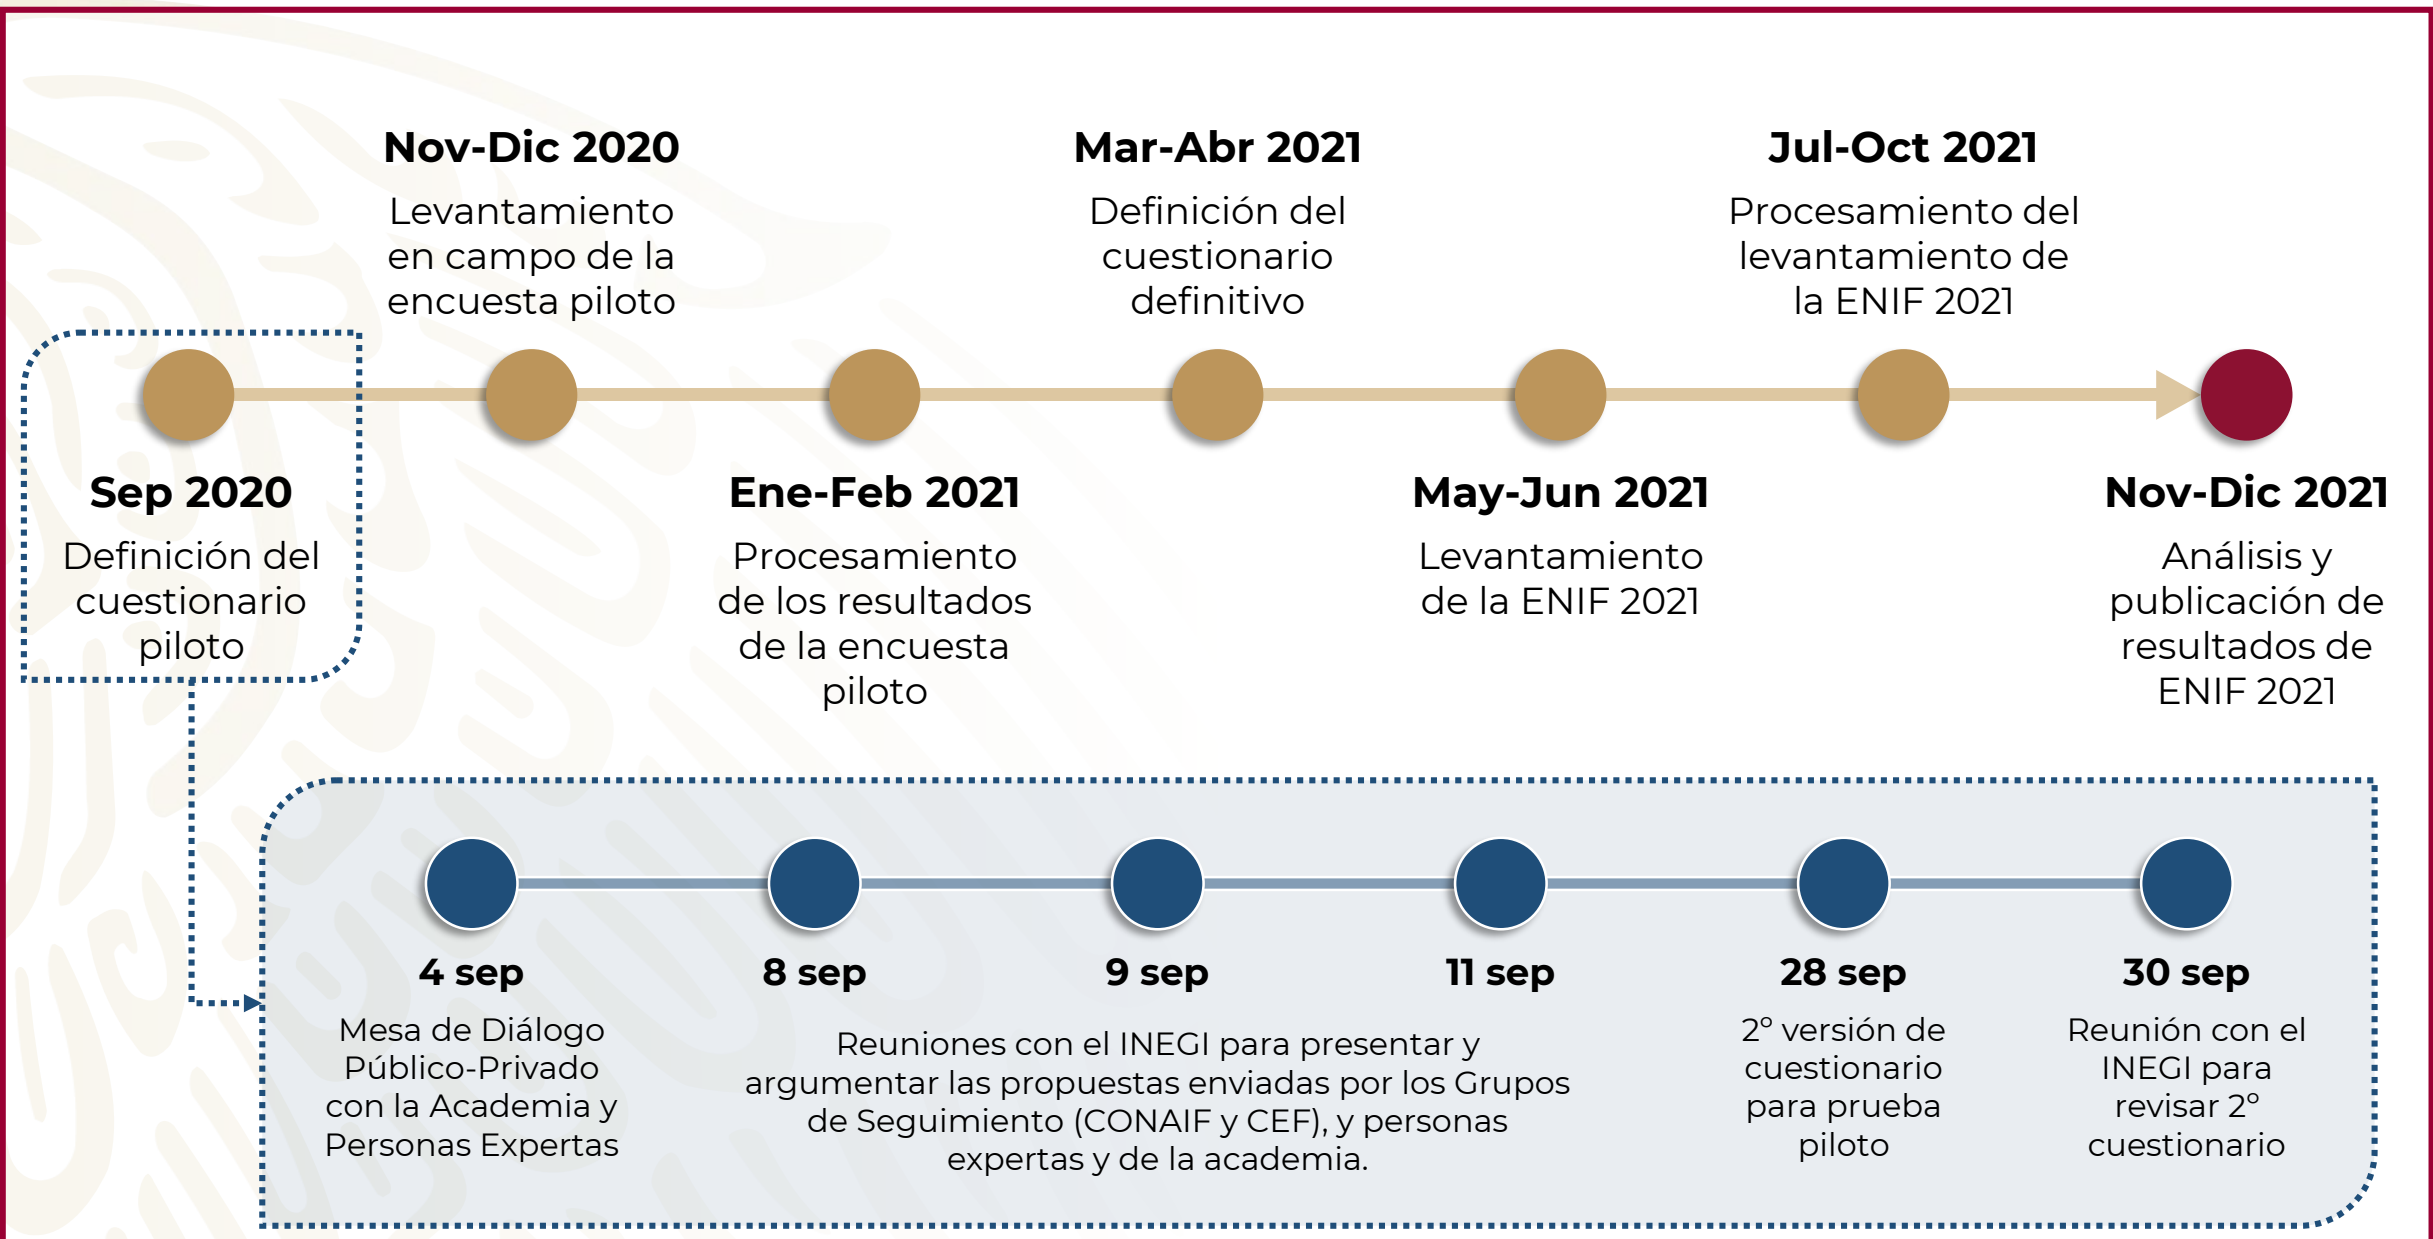 Nov-Dic 2020
Levantamiento
en campo de la
encuesta piloto
Mar-Abr 2021
Definición del
cuestionario
definitivo
Jul-Oct 2021
Procesamiento del
levantamiento de
la ENIF 2021
Sep 2020
Definición del
cuestionario
piloto
Ene-Feb 2021
Procesamiento
de los resultados
de la encuesta
piloto
May-Jun 2021
Levantamiento
de la ENIF 2021
Nov-Dic 2021
Análisis y
publicación de
resultados de
ENIF 2021
4 sep
Mesa de Diálogo
Público-Privado
con la Academia y
Personas Expertas
8 sep
9 sep
11 sep
Reuniones con el INEGI para presentar y
argumentar las propuestas enviadas por los Grupos
de Seguimiento (CONAIF y CEF), y personas
expertas y de la academia.
28 sep
2º versión de
cuestionario
para prueba
piloto
30 sep
Reunión con el
INEGI para
revisar 2º
cuestionario